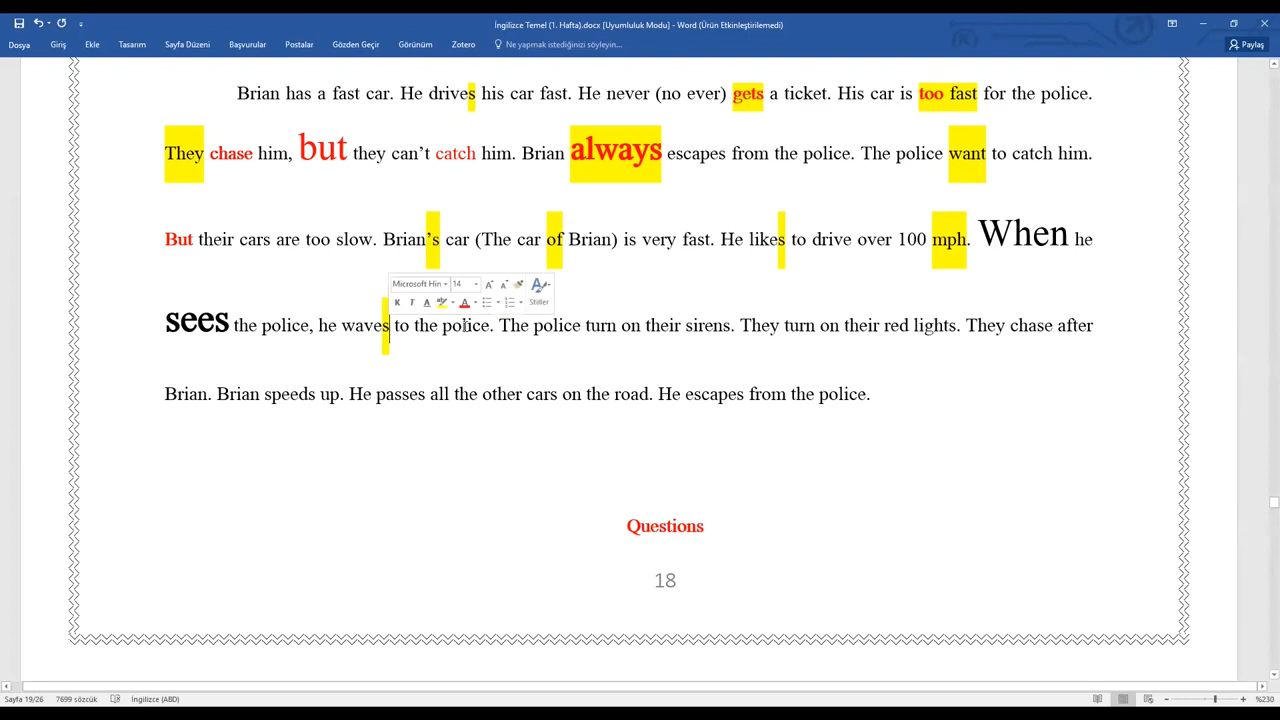 İngilizce Temel (1. Hafta).docx [Uyumluluk Modu] - Word (Ürün Etkinleştirilemedi)
Dosya Giriş Ekle Tasarım Sayfa Düzeni Başvurular Postalar Gözden Geçir Görünüm Zotero Ne yapmak istediğinizi söyleyin... Paylaş
Brian has a fast car. He drives his car fast. He never (no ever) gets a ticket. His car is too fast for the police.
They chase him, but they can’t catch him. Brian always escapes from the police. The police want to catch him.
But their cars are too slow. Brian’s car (The car of Brian) is very fast. He likes to drive over 100 mph. When he
Microsoft Hin 14
K T A A Stiller
sees the police, he waves to the police. The police turn on their sirens. They turn on their red lights. They chase after
Brian. Brian speeds up. He passes all the other cars on the road. He escapes from the police.
Questions
18
Sayfa 19/26 7699 sözcük İngilizce (ABD) %230